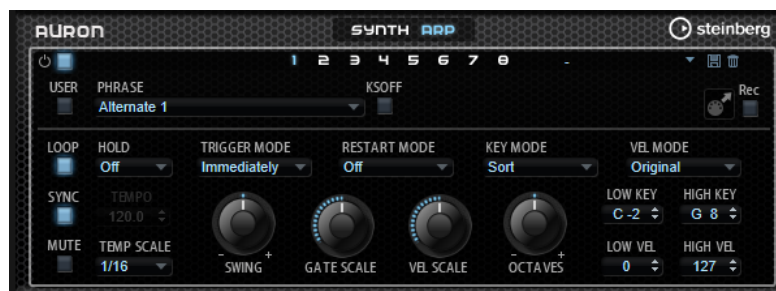 AURON SYNTH ARP steinberg
1 2 3 4 5 6 7 8 -
USER PHRASE KSOFF Rec
Alternate 1
LOOP HOLD TRIGGER MODE RESTART MODE KEY MODE VEL MODE
Off Immediately Off Sort Original
SYNC TEMPO LOW KEY HIGH KEY
120.0 C -2 G 8
MUTE TEMP SCALE - + SWING GATE SCALE VEL SCALE - + OCTAVES LOW VEL HIGH VEL
1/16 0 127